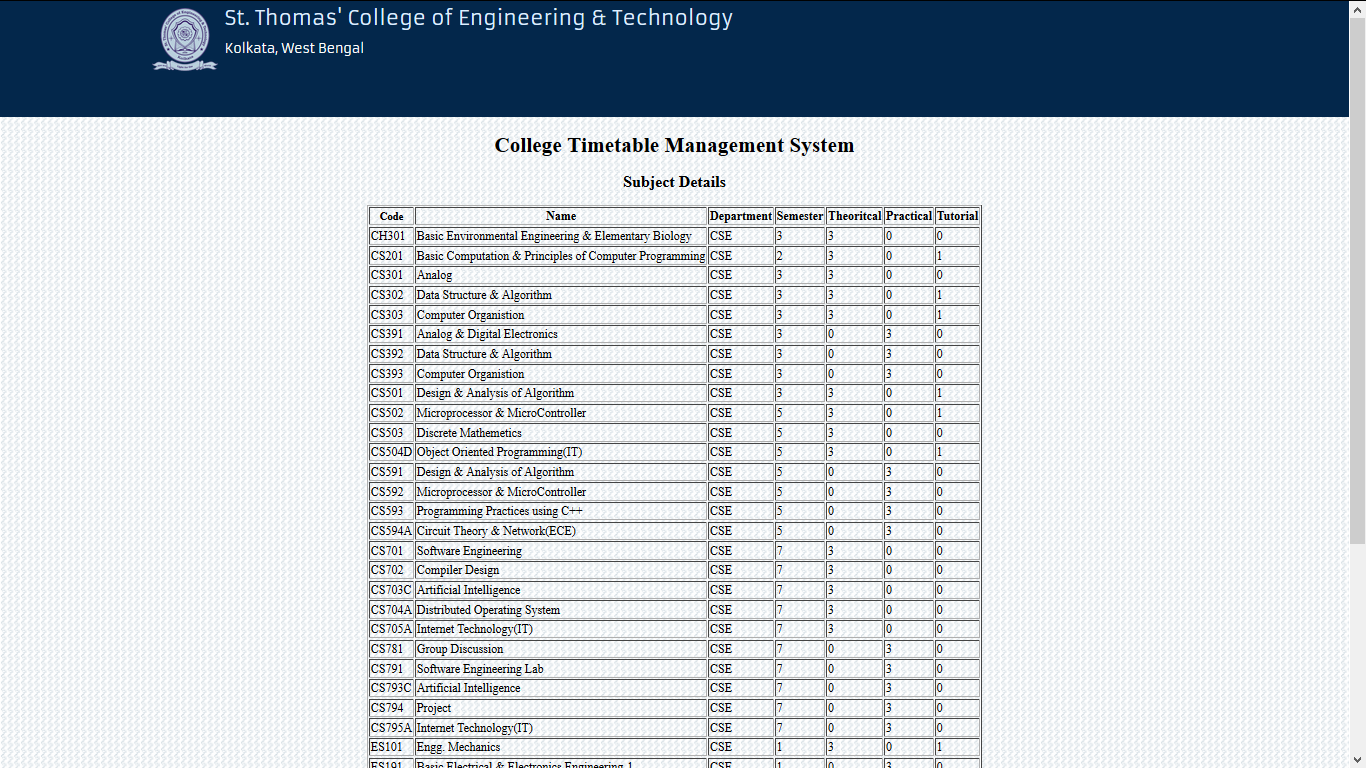 St. Thomas' College of Engineering & Technology
Kolkata, West Bengal
College Timetable Management System
Subject Details
Code Name Department Semester Theoritcal Practical Tutorial
CH301 Basic Environmental Engineering & Elementary Biology CSE 3 3 0 0
CS201 Basic Computation & Principles of Computer Programming CSE 2 3 0 1
CS301 Analog CSE 3 3 0 0
CS302 Data Structure & Algorithm CSE 3 3 0 1
CS303 Computer Organistion CSE 3 3 0 1
CS391 Analog & Digital Electronics CSE 3 0 3 0
CS392 Data Structure & Algorithm CSE 3 0 3 0
CS393 Computer Organistion CSE 3 0 3 0
CS501 Design & Analysis of Algorithm CSE 3 3 0 1
CS502 Microprocessor & MicroController CSE 5 3 0 1
CS503 Discrete Mathemetics CSE 5 3 0 0
CS504D Object Oriented Programming(IT) CSE 5 3 0 1
CS591 Design & Analysis of Algorithm CSE 5 0 3 0
CS592 Microprocessor & MicroController CSE 5 0 3 0
CS593 Programming Practices using C++ CSE 5 0 3 0
CS594A Circuit Theory & Network(ECE) CSE 5 0 3 0
CS701 Software Engineering CSE 7 3 0 0
CS702 Compiler Design CSE 7 3 0 0
CS703C Artificial Intelligence CSE 7 3 0 0
CS704A Distributed Operating System CSE 7 3 0 0
CS705A Internet Technology(IT) CSE 7 3 0 0
CS781 Group Discussion CSE 7 0 3 0
CS791 Software Engineering Lab CSE 7 0 3 0
CS793C Artificial Intelligence CSE 7 0 3 0
CS794 Project CSE 7 0 3 0
CS795A Internet Technology(IT) CSE 7 0 3 0
ES101 Engg. Mechanics CSE 1 3 0 1
ES191 Basic Electrical & Electronics Engineering-1 CSE 1 0 3 0